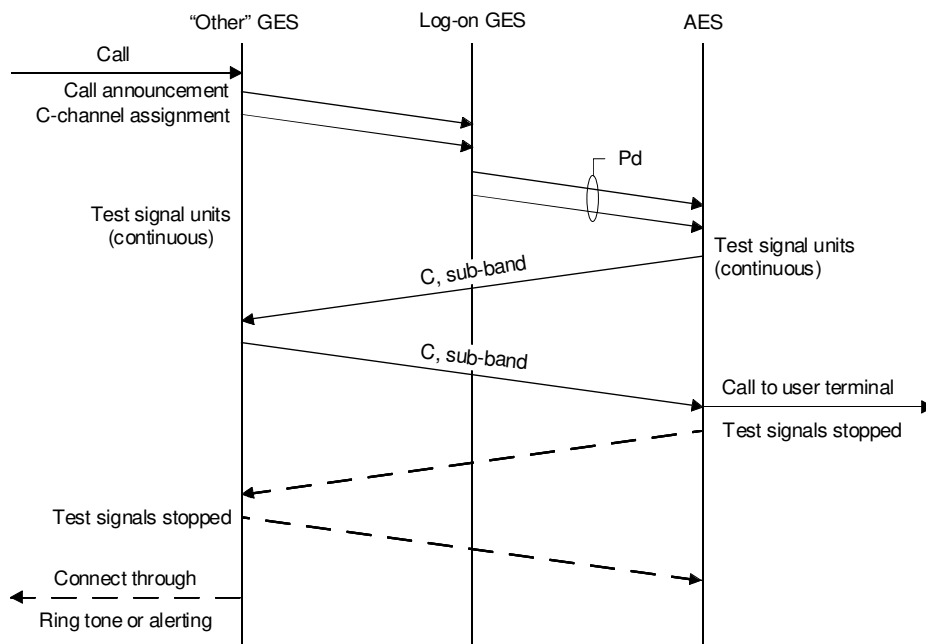 “Other” GES
Log-on GES
AES
Call
Call announcement
C-channel assignment
Pd
Test signal units
(continuous)
Test signal units
(continuous)
C, sub-band
C, sub-band
Call to user terminal
Test signals stopped
Test signals stopped
Connect through
Ring tone or alerting